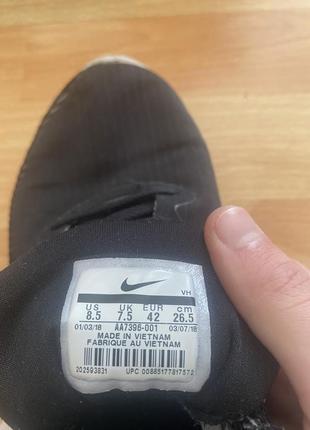 VH
US UK EUR cm
8.5 7.5 42 26.5
01/03/18 AA7396-001 03/07/18
MADE IN VIETNAM
FABRIQUE AU VIETNAM
202593831 UPC 00885177817572